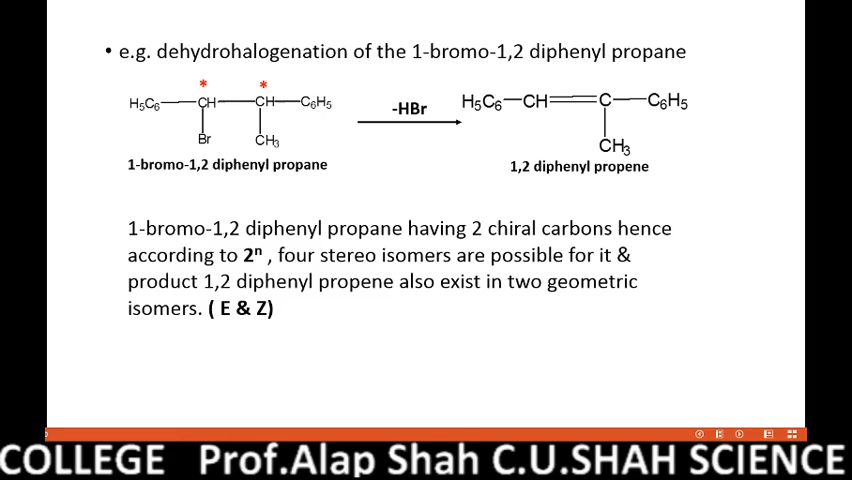 • e.g. dehydrohalogenation of the 1-bromo-1,2 diphenyl propane
* *
H₅C₆—CH—CH—C₆H₅
Br CH₃
1-bromo-1,2 diphenyl propane
-HBr
H₅C₆—CH=C—C₆H₅
CH₃
1,2 diphenyl propene
1-bromo-1,2 diphenyl propane having 2 chiral carbons hence
according to 2ⁿ , four stereo isomers are possible for it &
product 1,2 diphenyl propene also exist in two geometric
isomers. ( E & Z)
COLLEGE Prof.Alap Shah C.U.SHAH SCIENCE